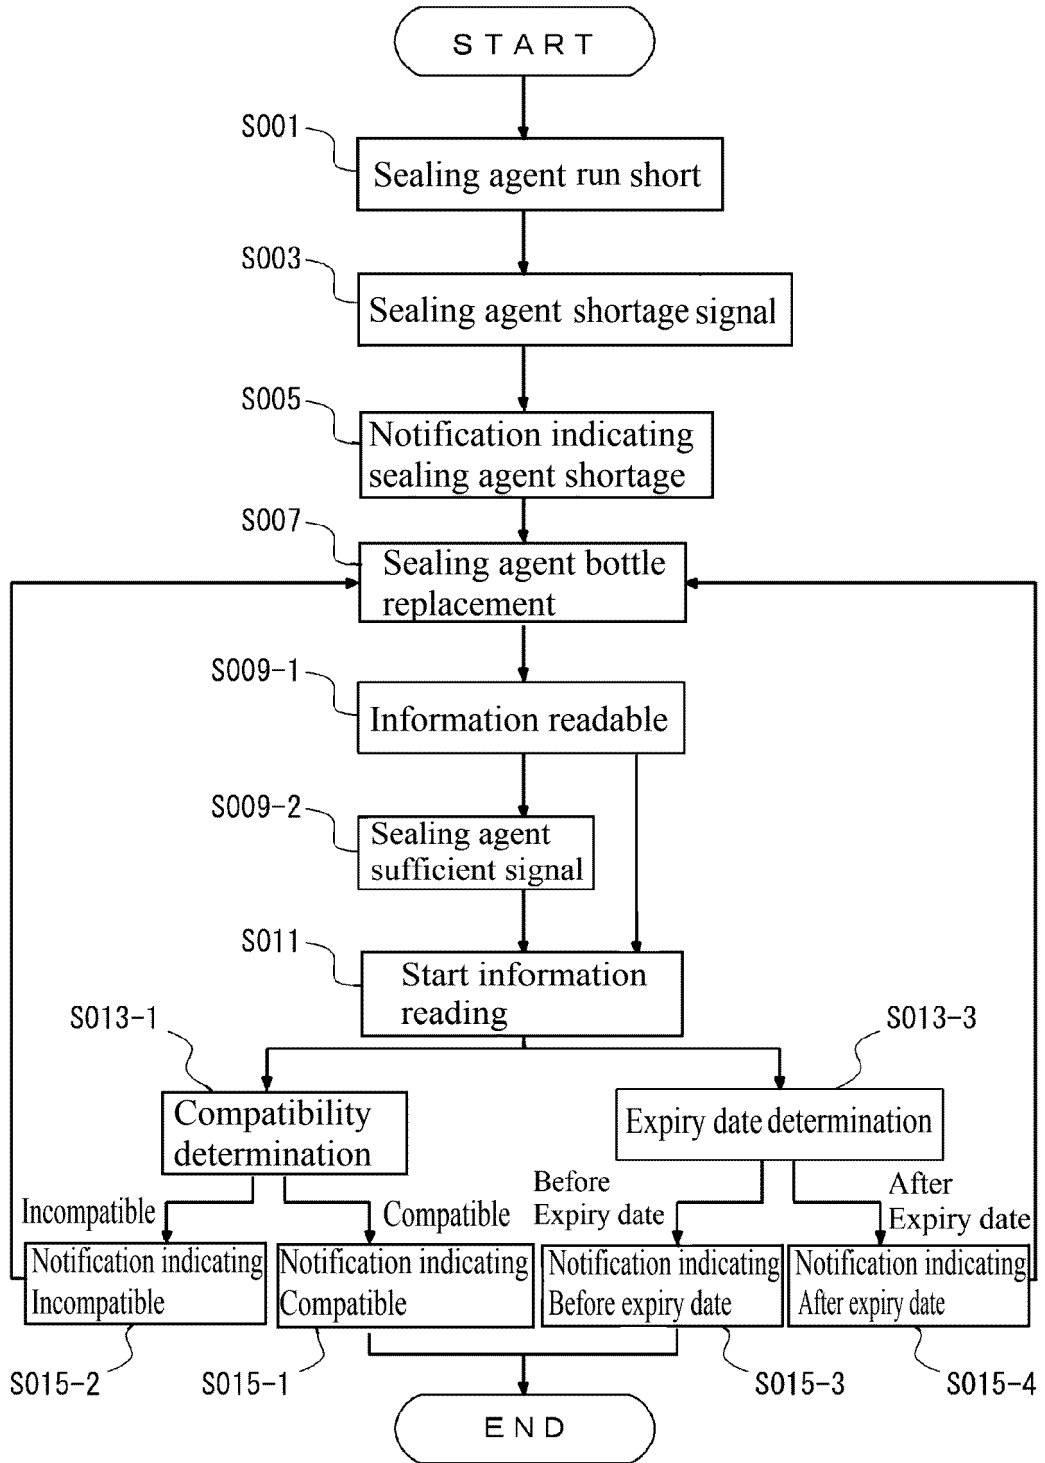 START
S001
Sealing agent run short
S003
Sealing agent shortage signal
S005
Notification indicating
sealing agent shortage
S007
Sealing agent bottle
replacement
S009-1
Information readable
S009-2
Sealing agent
sufficient signal
S011
Start information
reading
S013-1
S013-3
Compatibility
determination
Expiry date determination
Incompatible
Compatible
Before
Expiry date
After
Expiry date
Notification indicating
Incompatible
Notification indicating
Compatible
Notification indicating
Before expiry date
Notification indicating
After expiry date
S015-2
S015-1
S015-3
S015-4
END